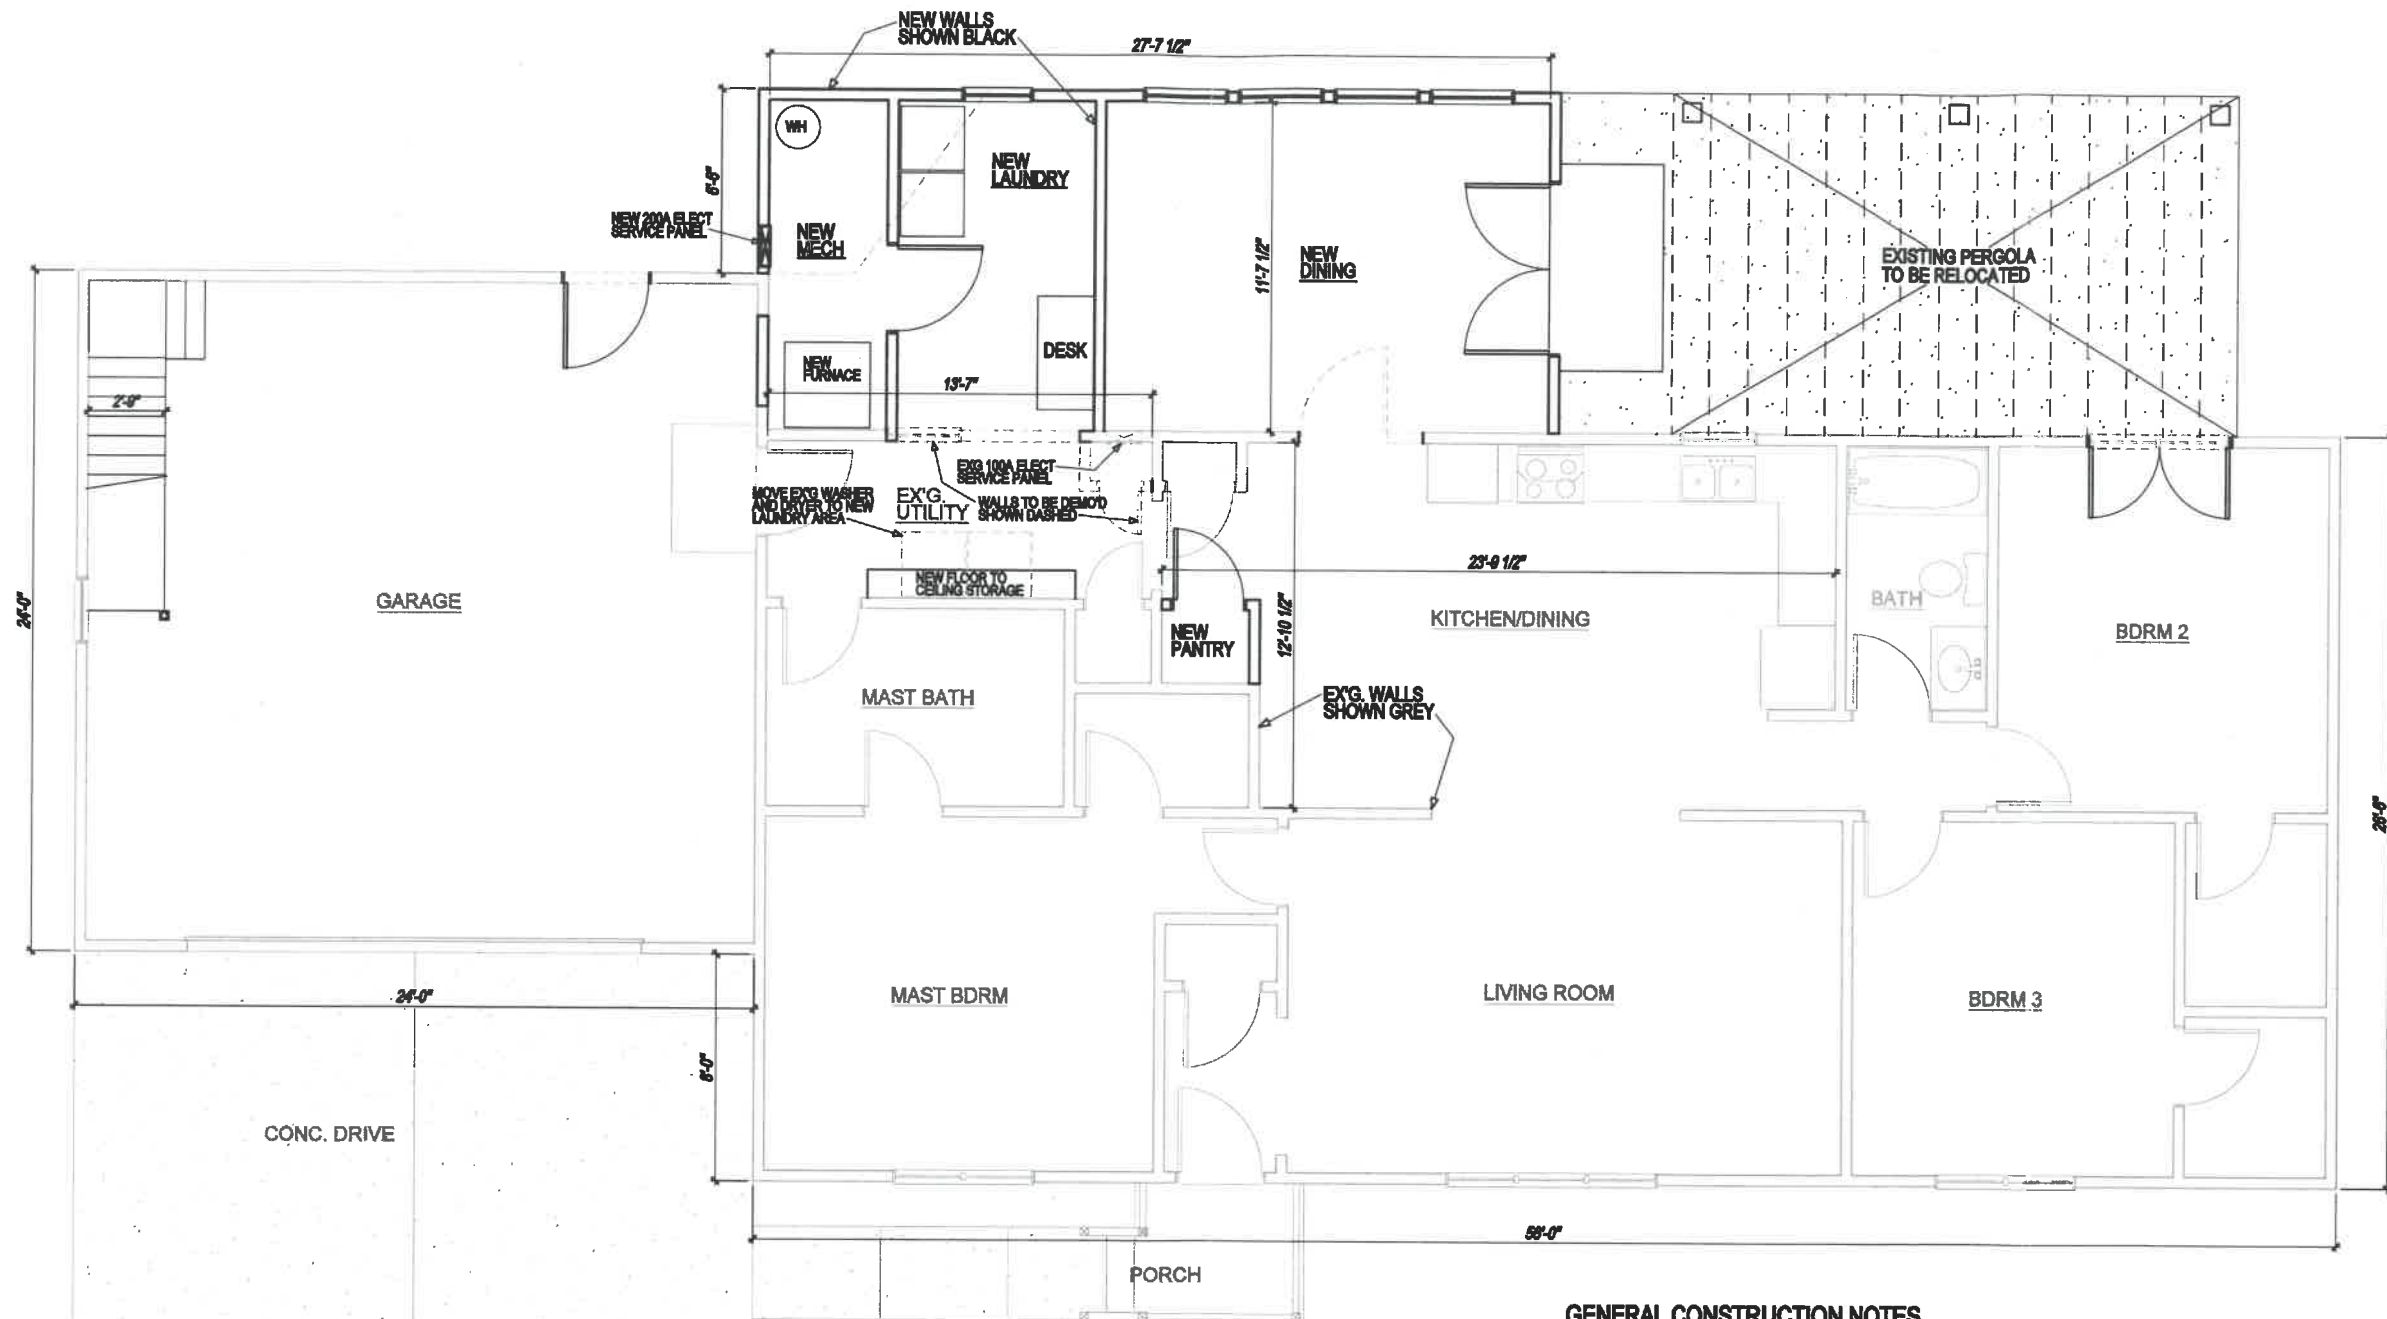 NEW WALLS
SHOWN BLACK
27'-7 1/2"
WH
NEW
LAUNDRY
6'-6"
NEW 200A ELECT
SERVICE PANEL
NEW
MECH
NEW
DINING
11'-7 1/2"
EXISTING PERGOLA
TO BE RELOCATED
NEW
FURNACE
DESK
13'-7"
2'-9"
EXG 100A ELECT
SERVICE PANEL
MOVE EX'G WASHER
AND DRYER TO NEW
LAUNDRY AREA
EX'G.
UTILITY
WALLS TO BE DEMO'D
SHOWN DASHED
NEW FLOOR TO
CEILING STORAGE
23'-9 1/2"
24'-0"
GARAGE
NEW
PANTRY
12'-10 1/2"
KITCHEN/DINING
BATH
BDRM 2
MAST BATH
EX'G. WALLS
SHOWN GREY
26'-6"
24'-0"
MAST BDRM
LIVING ROOM
BDRM 3
8'-0"
CONC. DRIVE
56'-0"
PORCH
GENERAL CONSTRUCTION NOTES